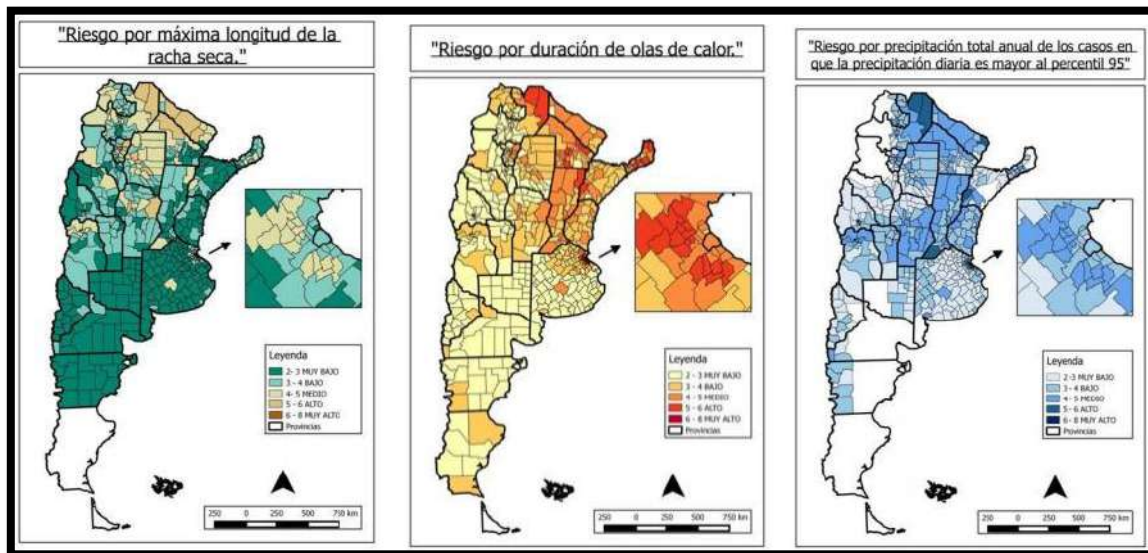 "Riesgo por máxima longitud de la
racha seca."
Leyenda
2- 3 MUY BAJO
3 - 4 BAJO
4- 5 MEDIO
5 - 6 ALTO
6 - 8 MUY ALTO
Provincias
250 0 250 500 750 km
"Riesgo por duración de olas de calor."
Leyenda
2 - 3 MUY BAJO
3 - 4 BAJO
4 - 5 MEDIO
5 - 6 ALTO
6 - 8 MUY ALTO
Provincias
250 0 250 500 750 km
"Riesgo por precipitación total anual de los casos en
que la precipitación diaria es mayor al percentil 95"
Leyenda
2 -3 MUY BAJO
3 - 4 BAJO
4 - 5 MEDIO
5 - 6 ALTO
6 - 8 MUY ALTO
Provincias
250 0 250 500 750 km